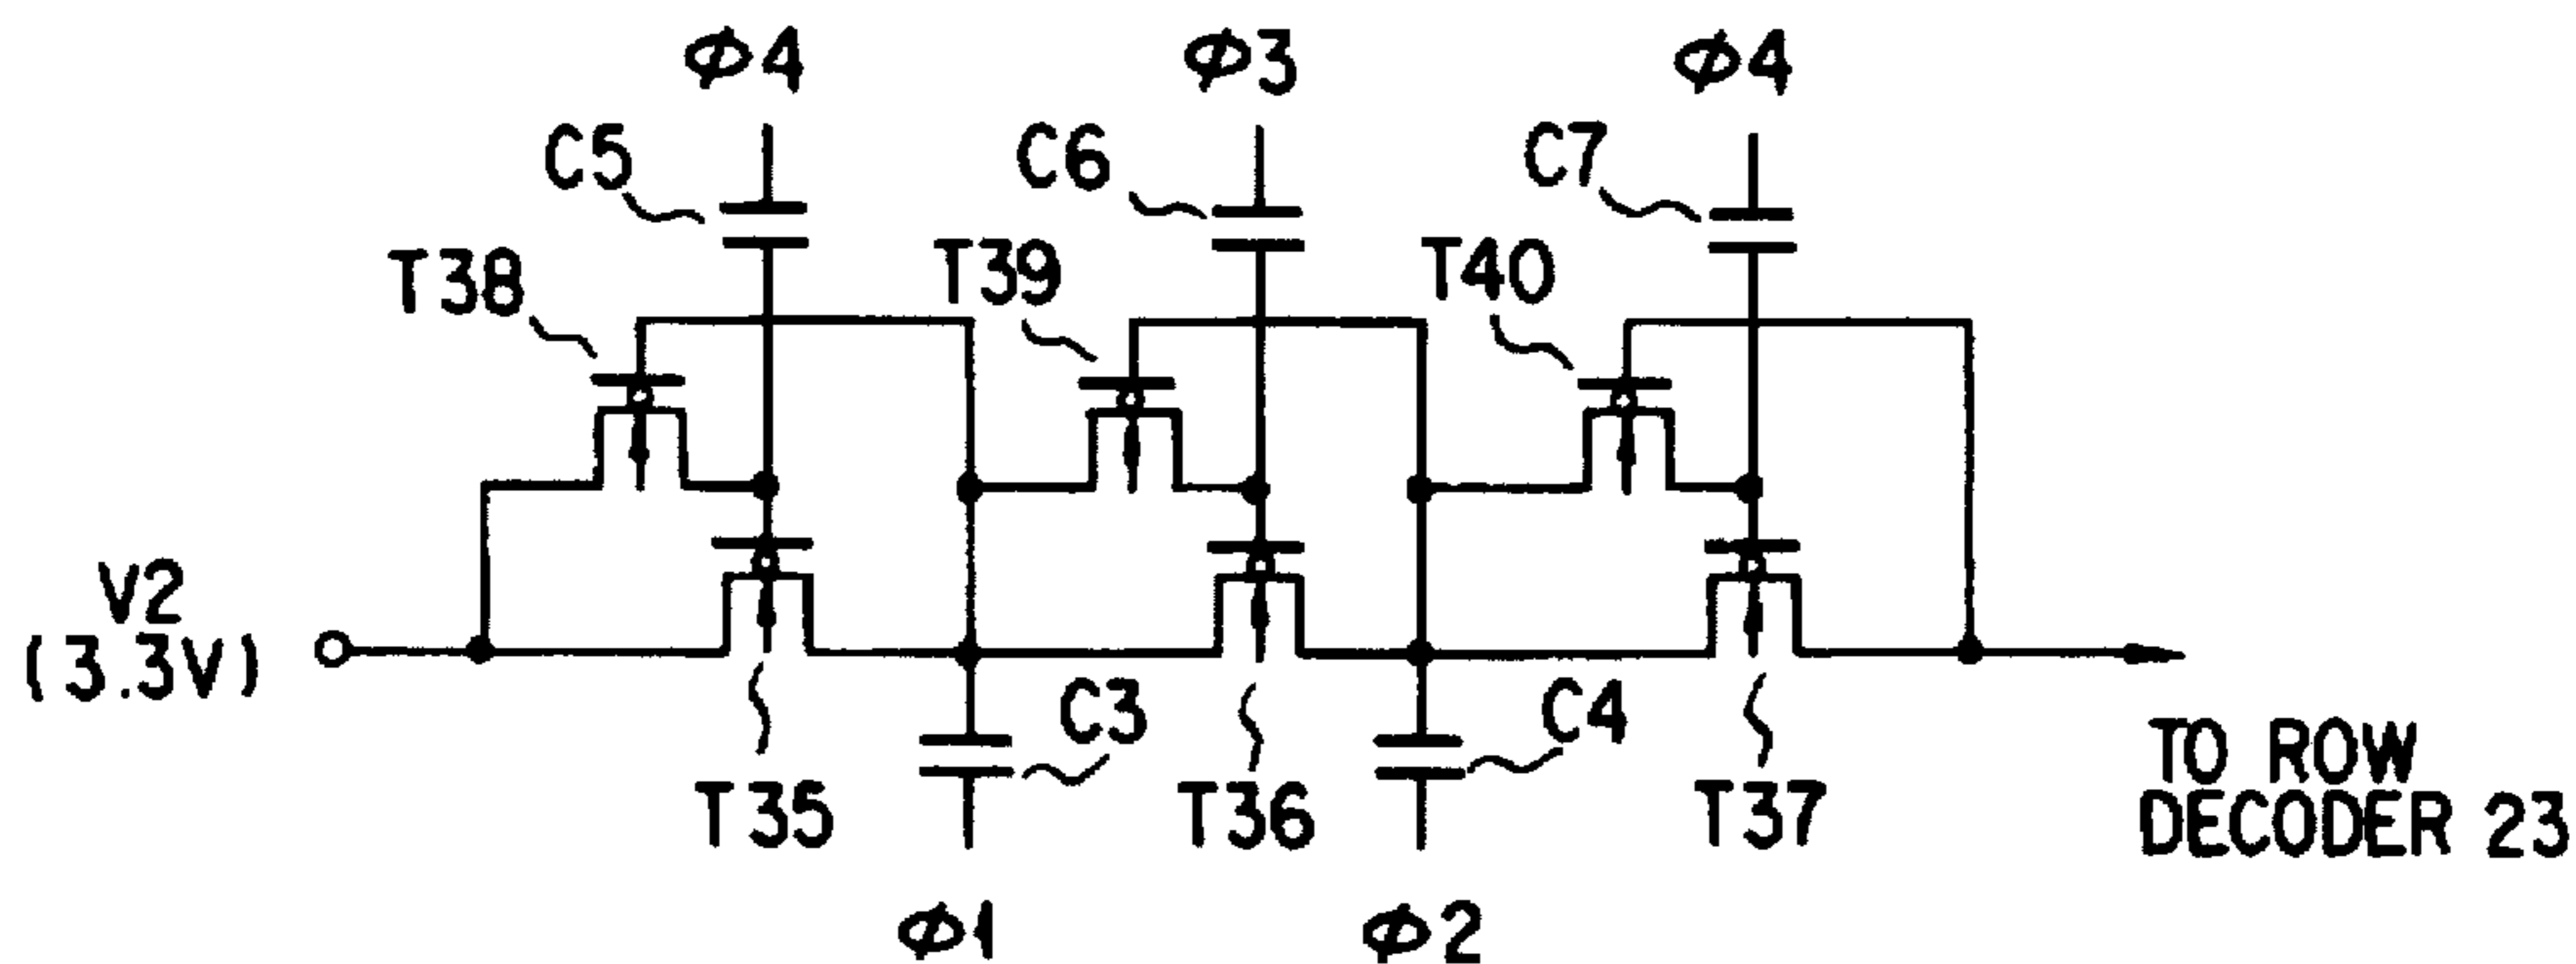 ϕ4 ϕ3 ϕ4
C5 C6 C7
T38 T39 T40
V2
(3.3V)
C3 C4
T35 T36 T37
TO ROW
DECODER 23
ϕ1 ϕ2